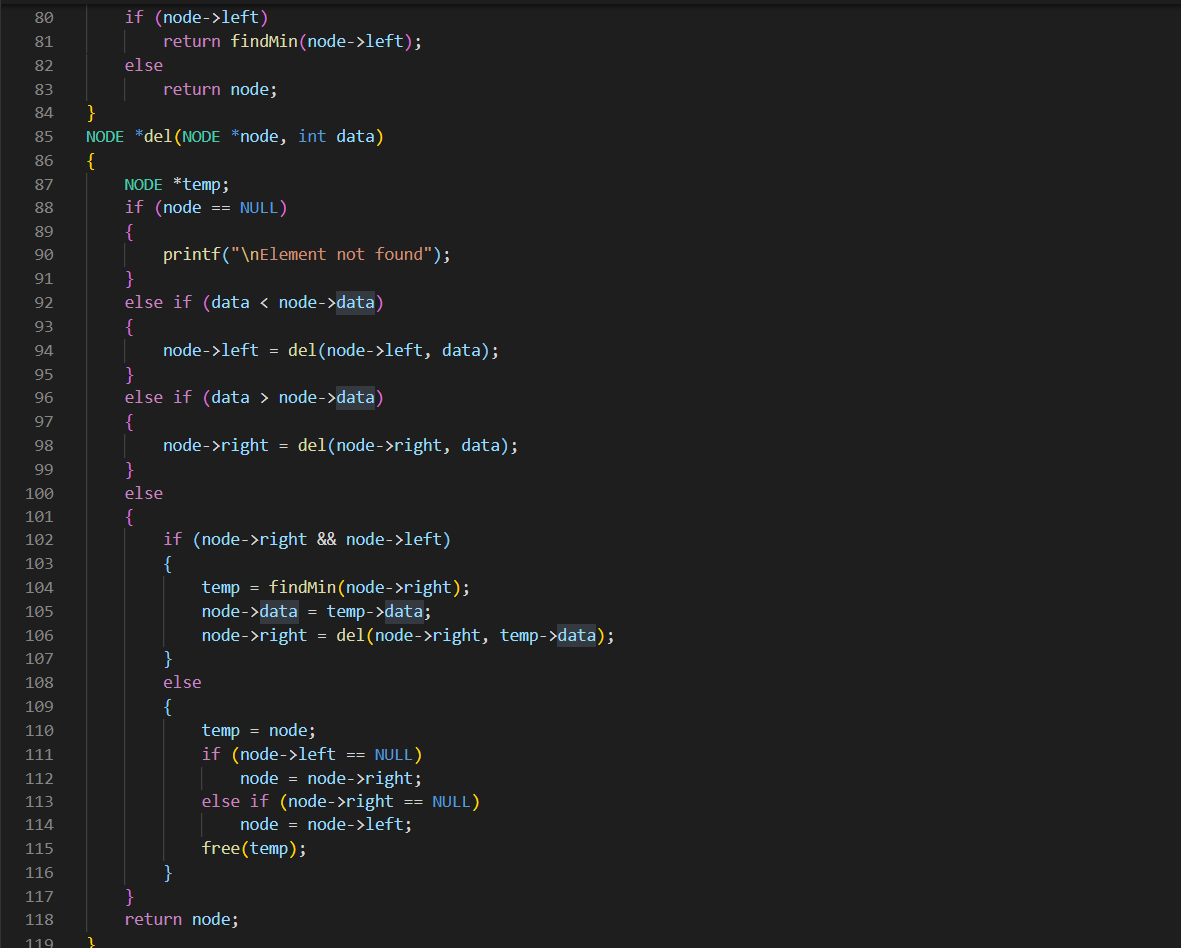 80 if (node->left)
81 return findMin(node->left);
82 else
83 return node;
84 }
85 NODE *del(NODE *node, int data)
86 {
87 NODE *temp;
88 if (node == NULL)
89 {
90 printf("\nElement not found");
91 }
92 else if (data < node->data)
93 {
94 node->left = del(node->left, data);
95 }
96 else if (data > node->data)
97 {
98 node->right = del(node->right, data);
99 }
100 else
101 {
102 if (node->right && node->left)
103 {
104 temp = findMin(node->right);
105 node->data = temp->data;
106 node->right = del(node->right, temp->data);
107 }
108 else
109 {
110 temp = node;
111 if (node->left == NULL)
112 node = node->right;
113 else if (node->right == NULL)
114 node = node->left;
115 free(temp);
116 }
117 }
118 return node;
119 }